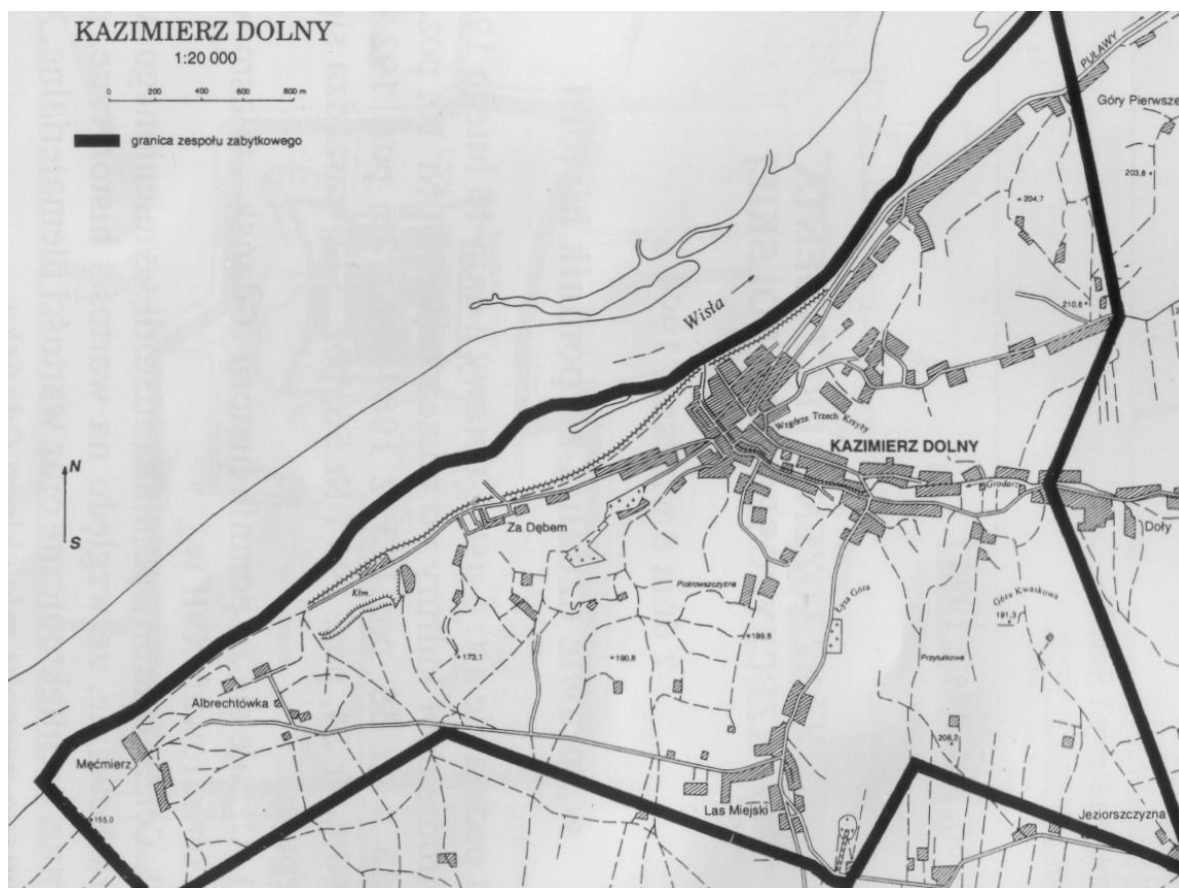 KAZIMIERZ DOLNY
1:20 000
0 200 400 600 800 m
granica zespołu zabytkowego
PUŁAWY
Góry Pierwsze
203,8
204,7
210,6
Wisła
Wzgórze Trzech Krzyży
KAZIMIERZ DOLNY
N
S
Grodarz
Za Dębem
Doły
Kłm.
Piotrowszczyzna
Łysa Góra
Góra Kwaskowa
191,3
199,8
173,1
190,8
Przytulkowe
Albrechtówka
208,2
Męćmierz
Las Miejski
Jeziorszczyzna
155,0